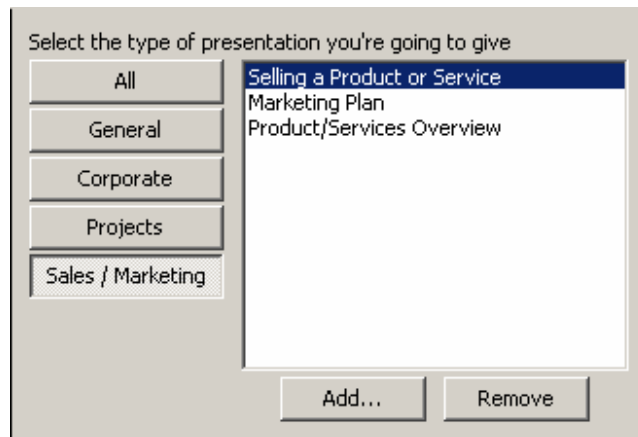 Select the type of presentation you're going to give
All
General
Corporate
Projects
Sales / Marketing
Selling a Product or Service
Marketing Plan
Product/Services Overview
Add...
Remove